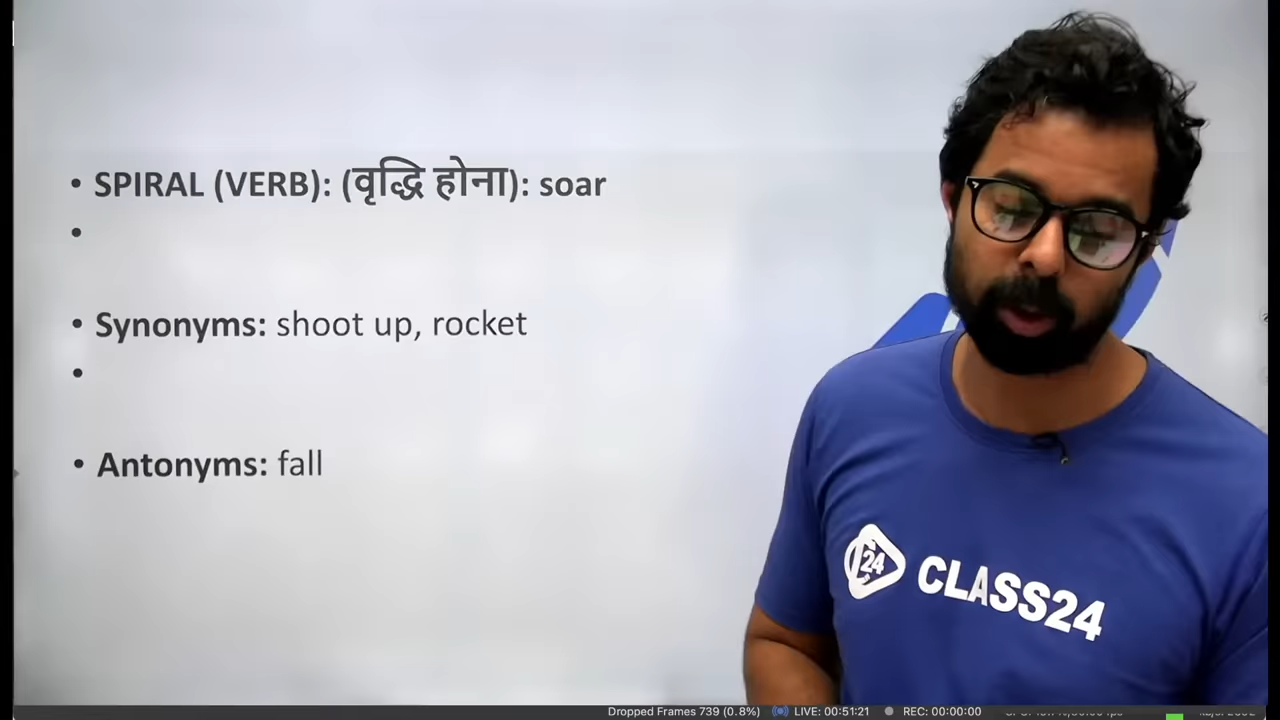 • SPIRAL (VERB): (वृद्धि होना): soar
•
• Synonyms: shoot up, rocket
•
• Antonyms: fall
24
CLASS24
Dropped Frames 739 (0.8%) LIVE: 00:51:21 REC: 00:00:00